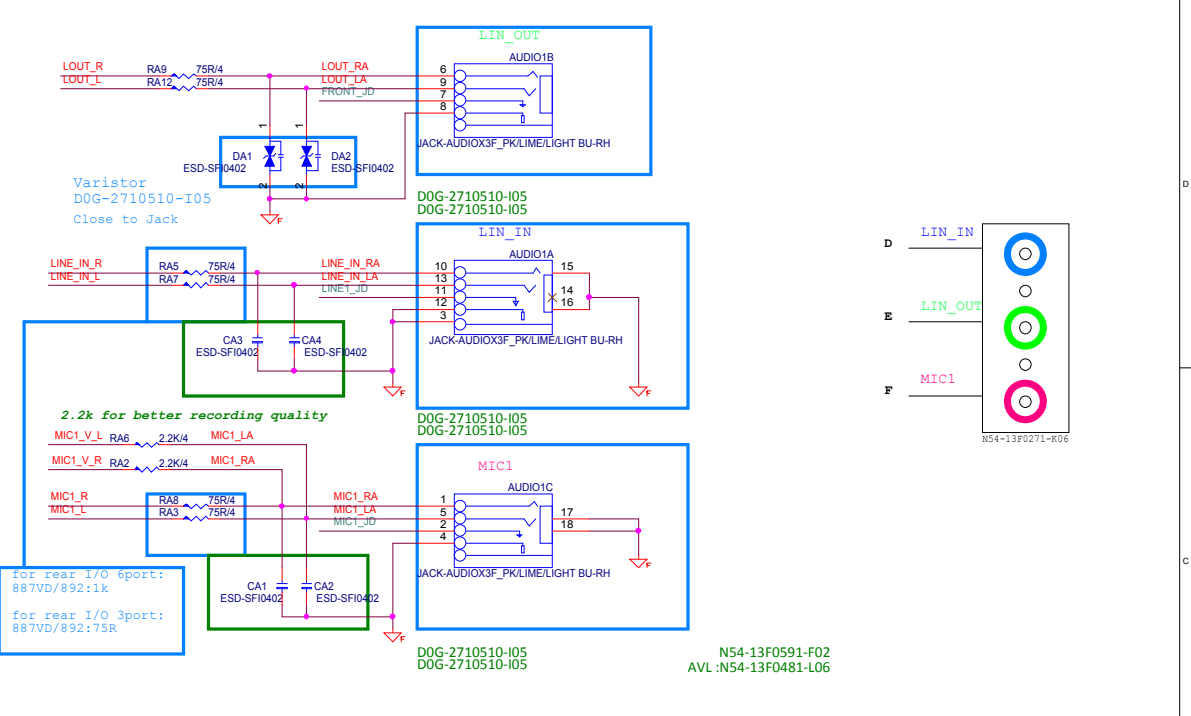 LIN_OUT
AUDIO1B
LOUT_R RA9 75R/4 LOUT_RA 6
LOUT_L RA12 75R/4 LOUT_LA 9
FRONT_JD 7
8
1 1
JACK-AUDIOX3F_PK/LIME/LIGHT BU-RH
DA1 DA2
ESD-SFI0402 ESD-SFI0402
2 2
Varistor
D0G-2710510-I05
Close to Jack
F
D0G-2710510-I05
D0G-2710510-I05
D
LIN_IN
AUDIO1A
LINE_IN_R RA5 75R/4 LINE_IN_RA 10 15
LINE_IN_L RA7 75R/4 LINE_IN_LA 13
LINE1_JD 11 14
12 16
3
CA3 CA4
ESD-SFI0402 ESD-SFI0402
JACK-AUDIOX3F_PK/LIME/LIGHT BU-RH
F F
D LIN_IN
E LIN_OUT
F MIC1
N54-13F0271-K06
2.2k for better recording quality
D0G-2710510-I05
D0G-2710510-I05
MIC1_V_L RA6 2.2K/4 MIC1_LA
MIC1_V_R RA2 2.2K/4 MIC1_RA
MIC1
AUDIO1C
MIC1_R RA8 75R/4 MIC1_RA 1
MIC1_L RA3 75R/4 MIC1_LA 5 17
MIC1_JD 2 18
4
F
C
JACK-AUDIOX3F_PK/LIME/LIGHT BU-RH
CA1 CA2
ESD-SFI0402 ESD-SFI0402
F
for rear I/O 6port:
887VD/892:1k
for rear I/O 3port:
887VD/892:75R
D0G-2710510-I05
D0G-2710510-I05
N54-13F0591-F02
AVL :N54-13F0481-L06